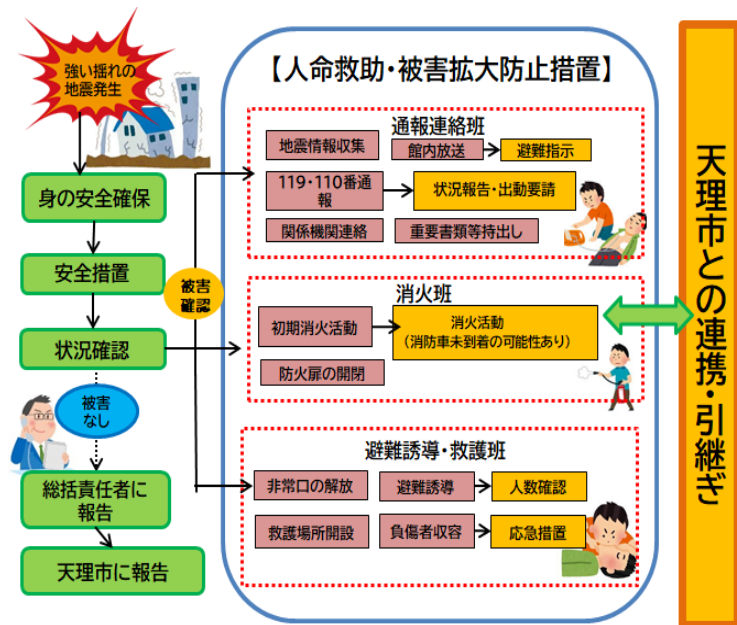 強い揺れの
地震発生
身の安全確保
安全措置
状況確認
被害
なし
総括責任者に
報告
天理市に報告
被害
確認
【人命救助・被害拡大防止措置】
通報連絡班
地震情報収集
館内放送
避難指示
119・110番通
報
状況報告・出動要請
関係機関連絡
重要書類等持出し
消火班
初期消火活動
消火活動
（消防車未到着の可能性あり）
防火扉の開閉
避難誘導・救護班
非常口の解放
避難誘導
人数確認
救護場所開設
負傷者収容
応急措置
天理市との連携・引継ぎ